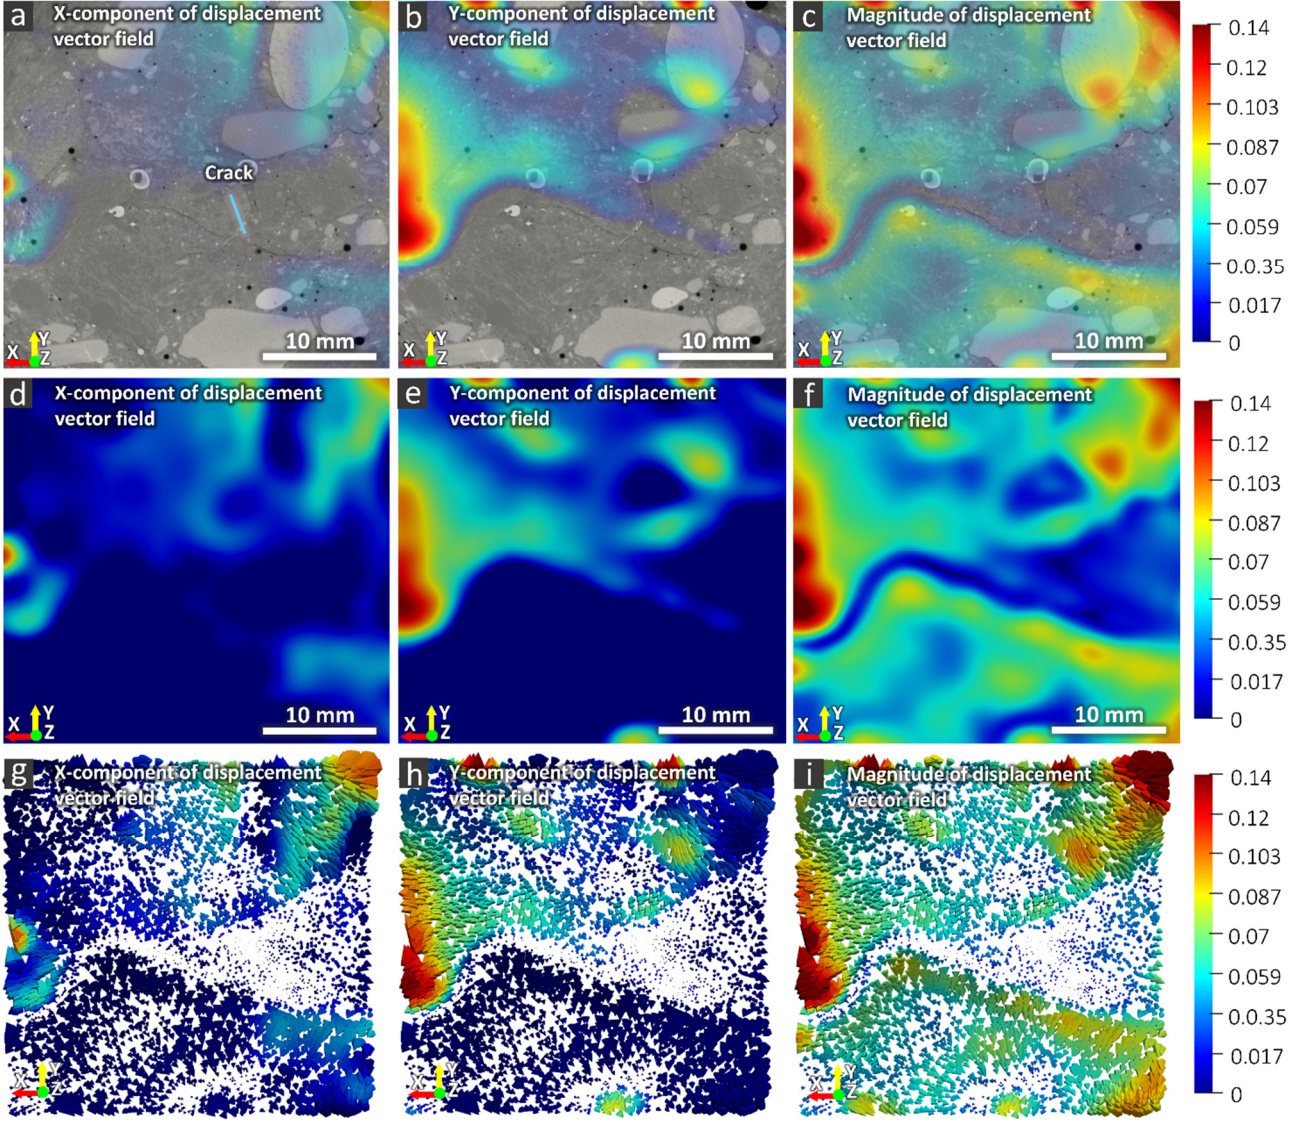 a X-component of displacement
vector field
b Y-component of displacement
vector field
c Magnitude of displacement
vector field
0.14
0.12
0.103
0.087
0.07
0.059
0.035
0.017
0
Crack
Y
X Z
10 mm
Y
X Z
10 mm
Y
X Z
10 mm
d X-component of displacement
vector field
e Y-component of displacement
vector field
f Magnitude of displacement
vector field
0.14
0.12
0.103
0.087
0.07
0.059
0.035
0.017
0
Y
X Z
10 mm
Y
X Z
10 mm
Y
X Z
10 mm
g X-component of displacement
vector field
h Y-component of displacement
vector field
i Magnitude of displacement
vector field
0.14
0.12
0.103
0.087
0.07
0.059
0.035
0.017
0
Y
X Z
Y
X Z
Y
X Z